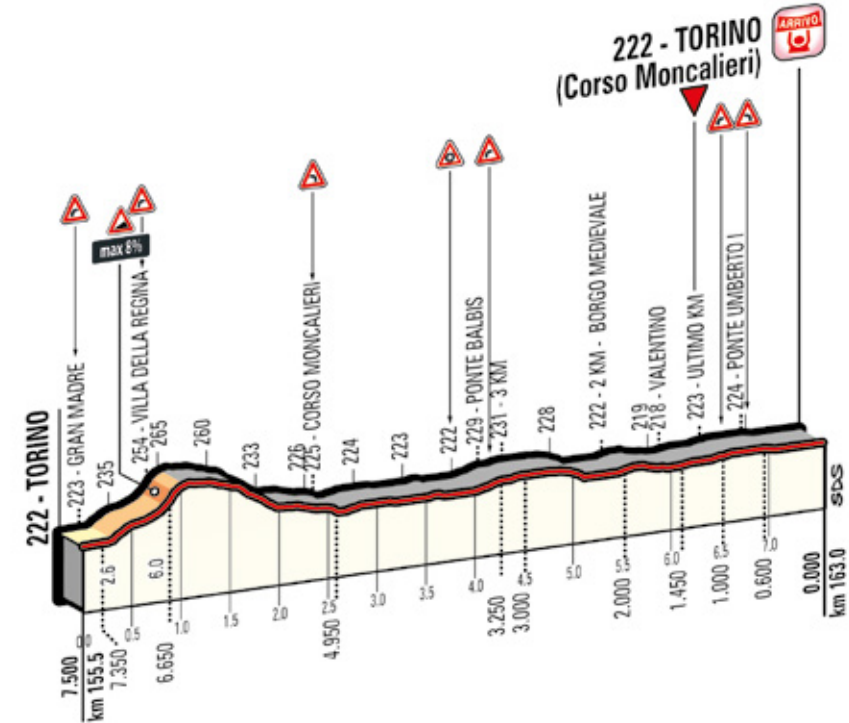 222 - TORINO
(Corso Moncalieri)
ARRIVO
max 8%
222 - TORINO
223 - GRAN MADRE
235
254 - VILLA DELLA REGINA
265
260
233
226
225 - CORSO MONCALIERI
224
223
222
229 - PONTE BALBIS
231 - 3 KM
228
222 - 2 KM - BORGO MEDIEVALE
219
218 - VALENTINO
223 - ULTIMO KM
224 - PONTE UMBERTO I
SDS
2.6
6.0
0.0
0.5
1.0
1.5
2.0
2.5
3.0
3.5
4.0
4.5
5.0
5.5
6.0
6.5
7.0
7.500
km 155.5
7.350
6.650
4.950
3.250
3.000
2.000
1.450
1.000
0.600
0.000
km 163.0